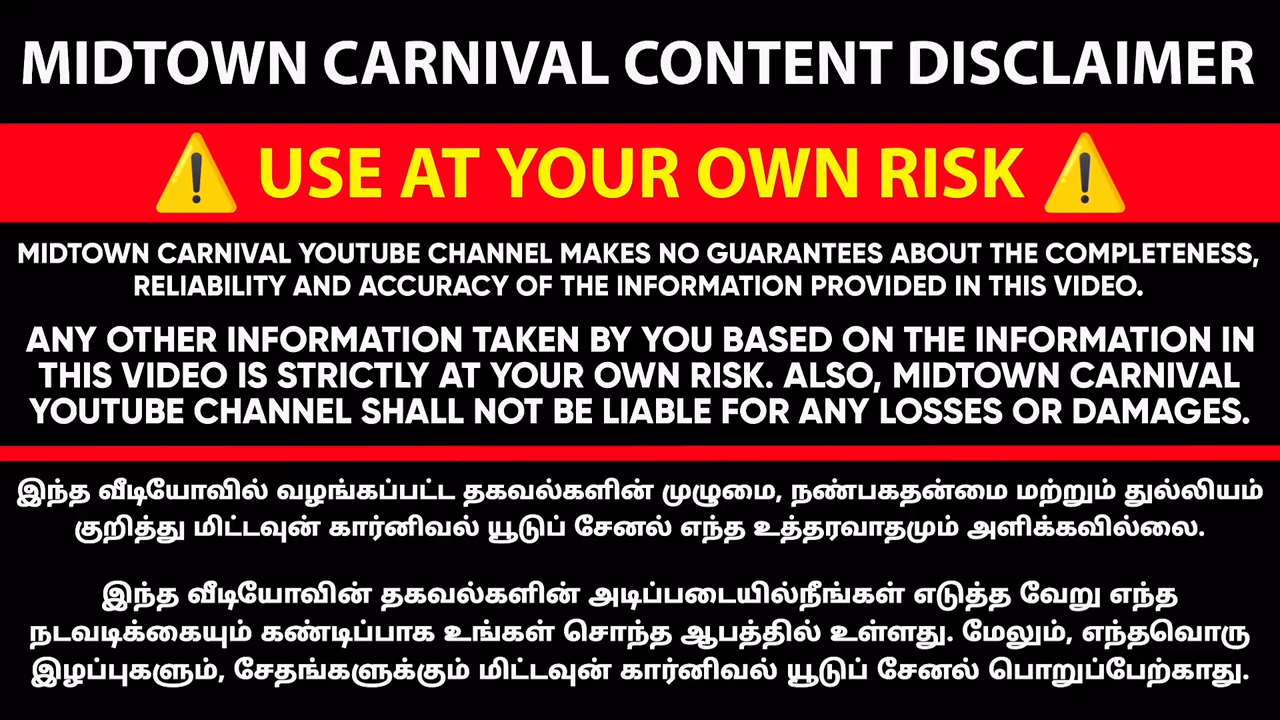 MIDTOWN CARNIVAL CONTENT DISCLAIMER
⚠️ USE AT YOUR OWN RISK ⚠️
MIDTOWN CARNIVAL YOUTUBE CHANNEL MAKES NO GUARANTEES ABOUT THE COMPLETENESS,
RELIABILITY AND ACCURACY OF THE INFORMATION PROVIDED IN THIS VIDEO.
ANY OTHER INFORMATION TAKEN BY YOU BASED ON THE INFORMATION IN
THIS VIDEO IS STRICTLY AT YOUR OWN RISK. ALSO, MIDTOWN CARNIVAL
YOUTUBE CHANNEL SHALL NOT BE LIABLE FOR ANY LOSSES OR DAMAGES.
இந்த வீடியோவில் வழங்கப்பட்ட தகவல்களின் முழுமை, நண்பகதன்மை மற்றும் துல்லியம்
குறித்து மிட்டவுன் கார்னிவல் யூடுப் சேனல் எந்த உத்தரவாதமும் அளிக்கவில்லை.
இந்த வீடியோவின் தகவல்களின் அடிப்படையில்நீங்கள் எடுத்த வேறு எந்த
நடவடிக்கையும் கண்டிப்பாக உங்கள் சொந்த ஆபத்தில் உள்ளது. மேலும், எந்தவொரு
இழப்புகளும், சேதங்களுக்கும் மிட்டவுன் கார்னிவல் யூடுப் சேனல் பொறுப்பேற்காது.